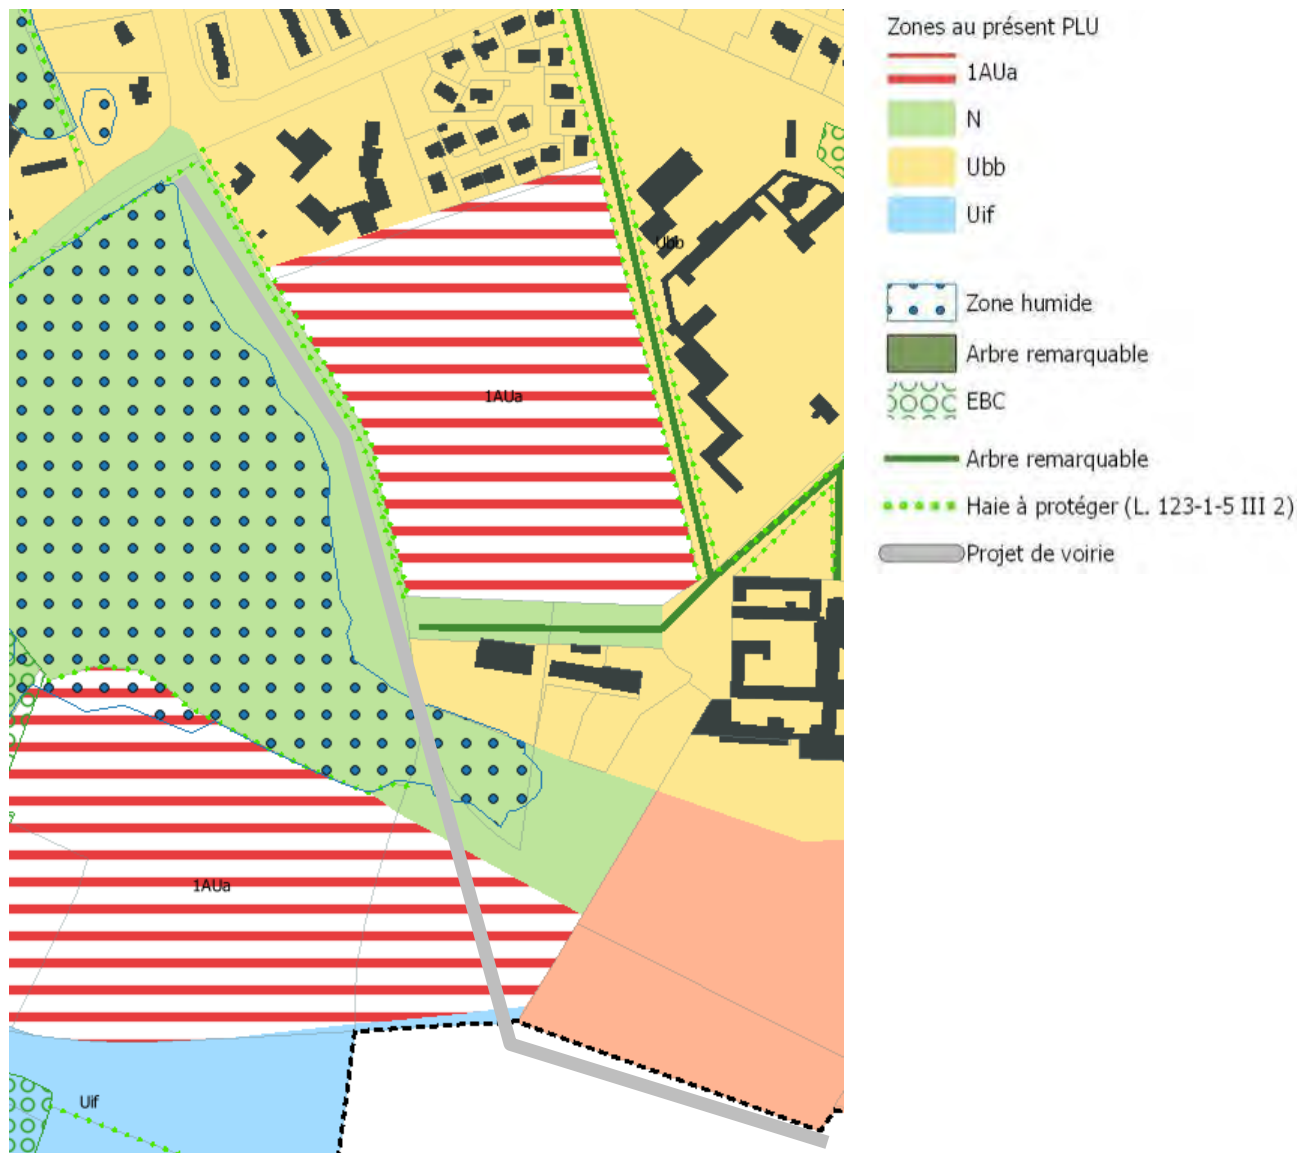 Zones au présent PLU
1AUa
N
Ubb
Uif
Zone humide
Arbre remarquable
EBC
Arbre remarquable
Haie à protéger (L. 123-1-5 III 2)
Projet de voirie
Ubb
1AUa
1AUa
Uif